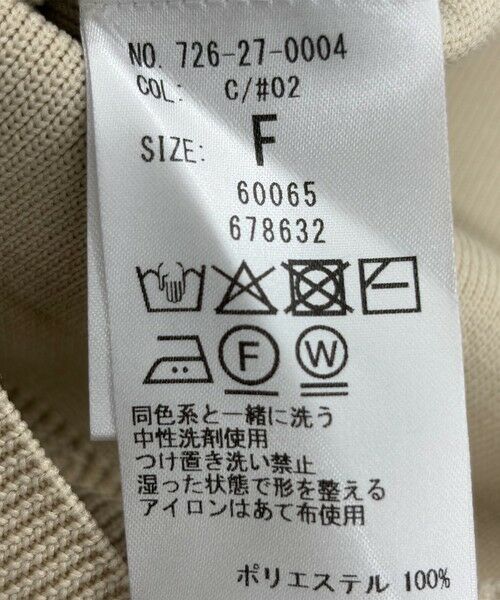 NO. 726-27-0004
COL: C/#02
SIZE: F
60065
678632
F W
同色系と一緒に洗う
中性洗剤使用
つけ置き洗い禁止
湿った状態で形を整える
アイロンはあて布使用
ポリエステル 100%